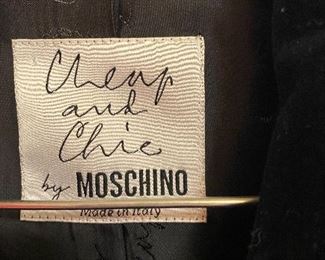 Cheap
and
Chic
by MOSCHINO
Made in Italy